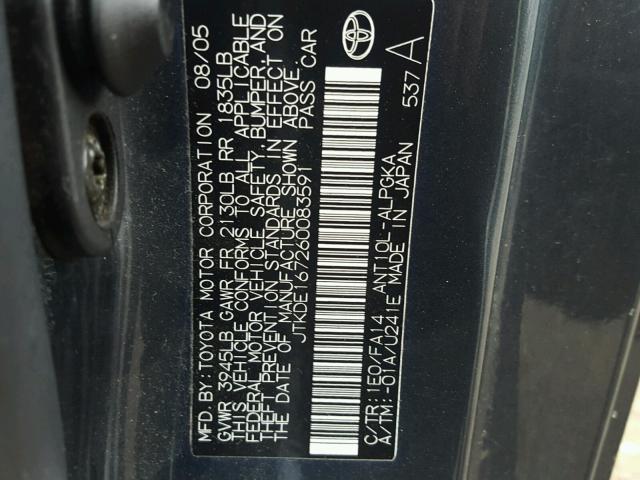 MFD.BY:TOYOTA MOTOR CORPORATION 08/05
GVWR 3945LB GAWR FR 2130LB RR 1835LB
THIS VEHICLE CONFORMS TO ALL APPLICABLE
FEDERAL MOTOR VEHICLE SAFETY, BUMPER, AND
THEFT PREVENTION STANDARDS IN EFFECT ON
THE DATE OF MANUFACTURE SHOWN ABOVE.
JTKDE167260083591 PASS CAR
C/TR:1E0/FA14 ANT10L-ALPGKA
A/TM:-01A/U241E MADE IN JAPAN
537 A